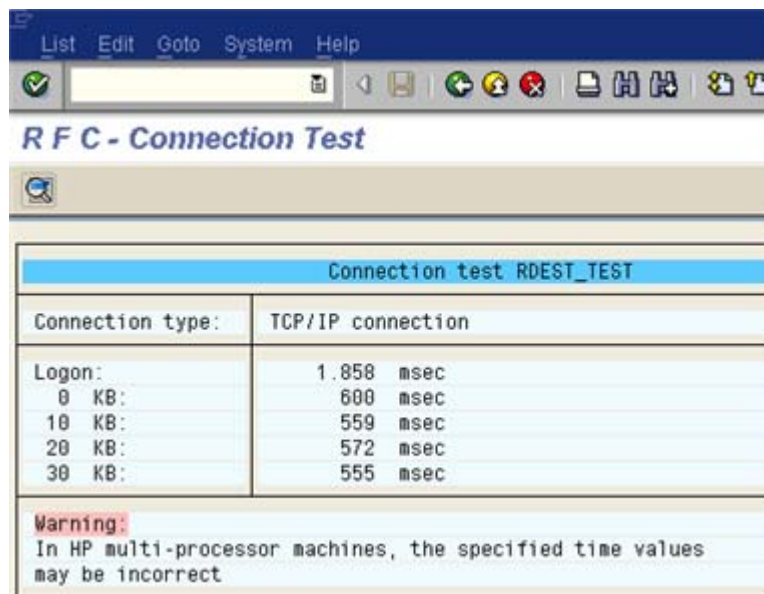 List Edit Goto System Help
R F C - Connection Test
Connection test RDEST_TEST
Connection type: TCP/IP connection
Logon: 1.858 msec
0 KB: 600 msec
10 KB: 559 msec
20 KB: 572 msec
30 KB: 555 msec
Warning:
In HP multi-processor machines, the specified time values
may be incorrect